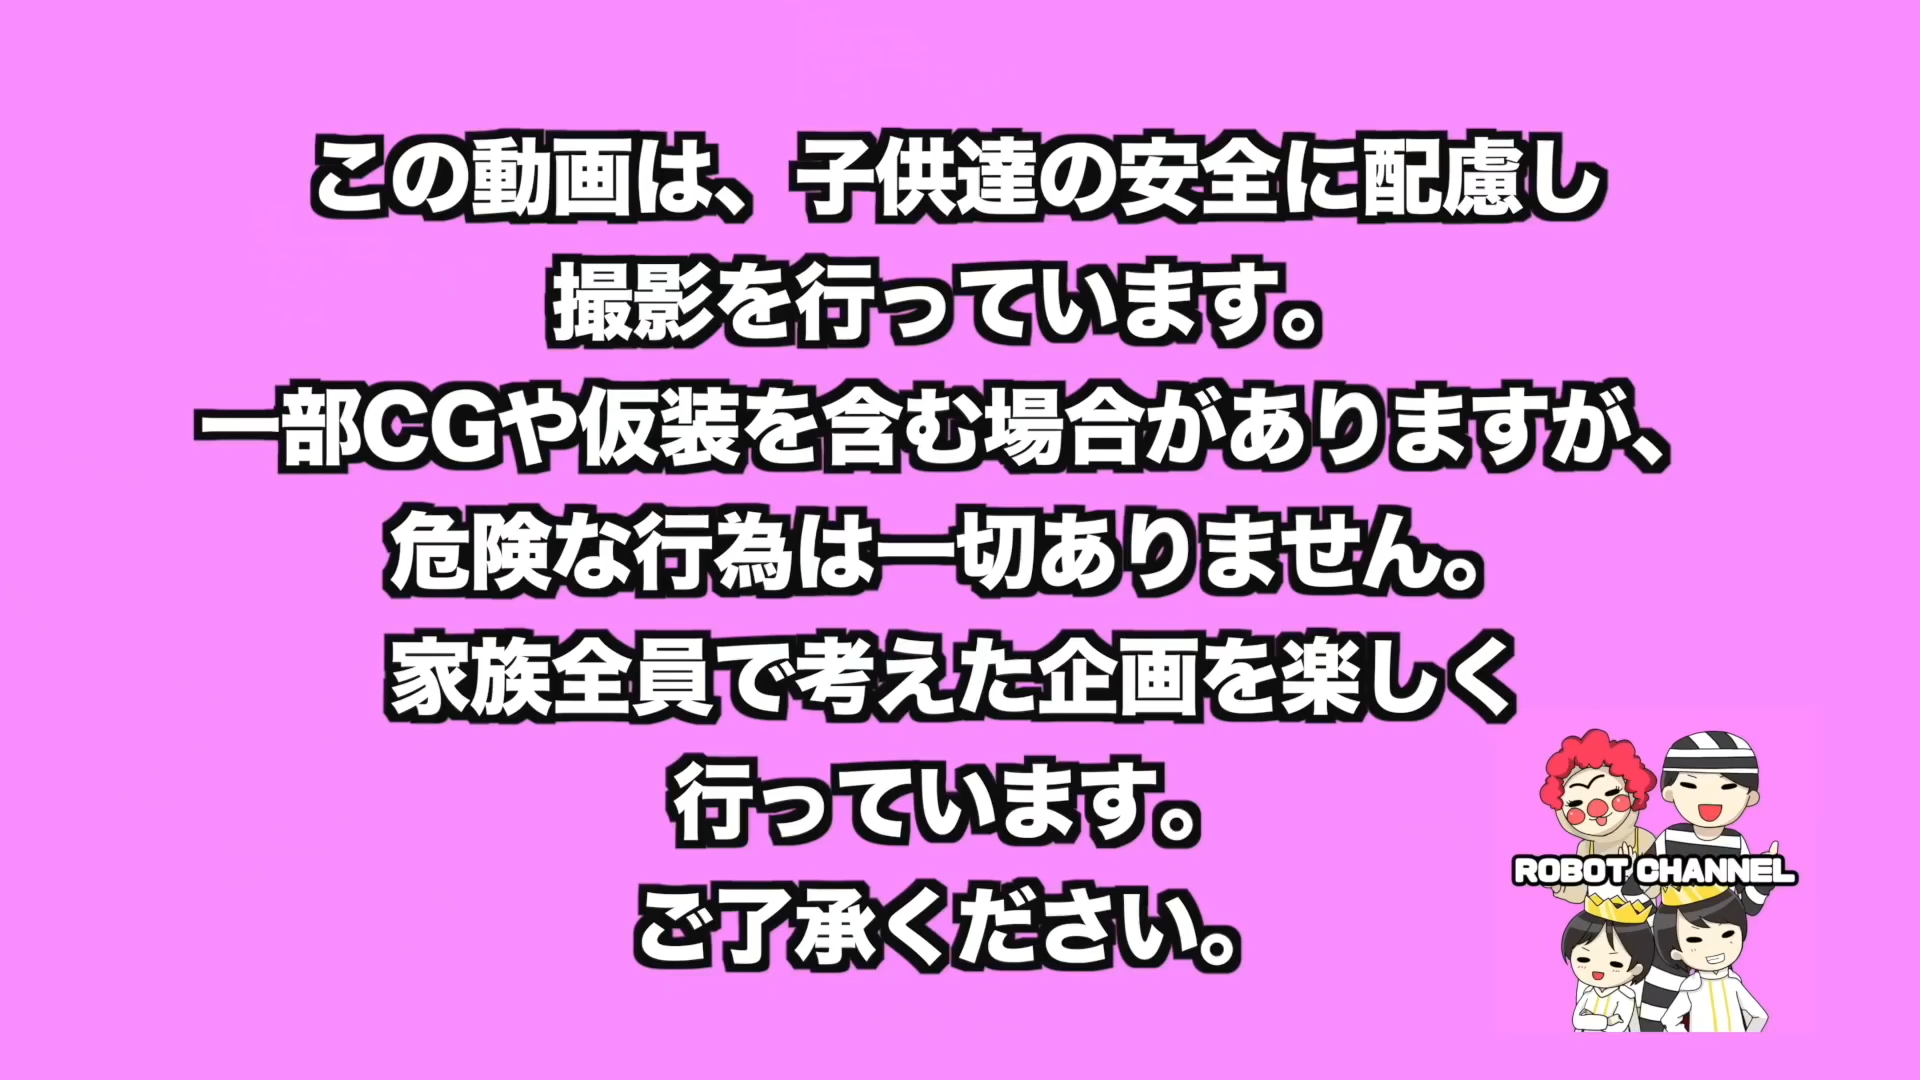 この動画は、子供達の安全に配慮し
撮影を行っています。
一部CGや仮装を含む場合がありますが、
危険な行為は一切ありません。
家族全員で考えた企画を楽しく
行っています。
ご了承ください。
ROBOT CHANNEL